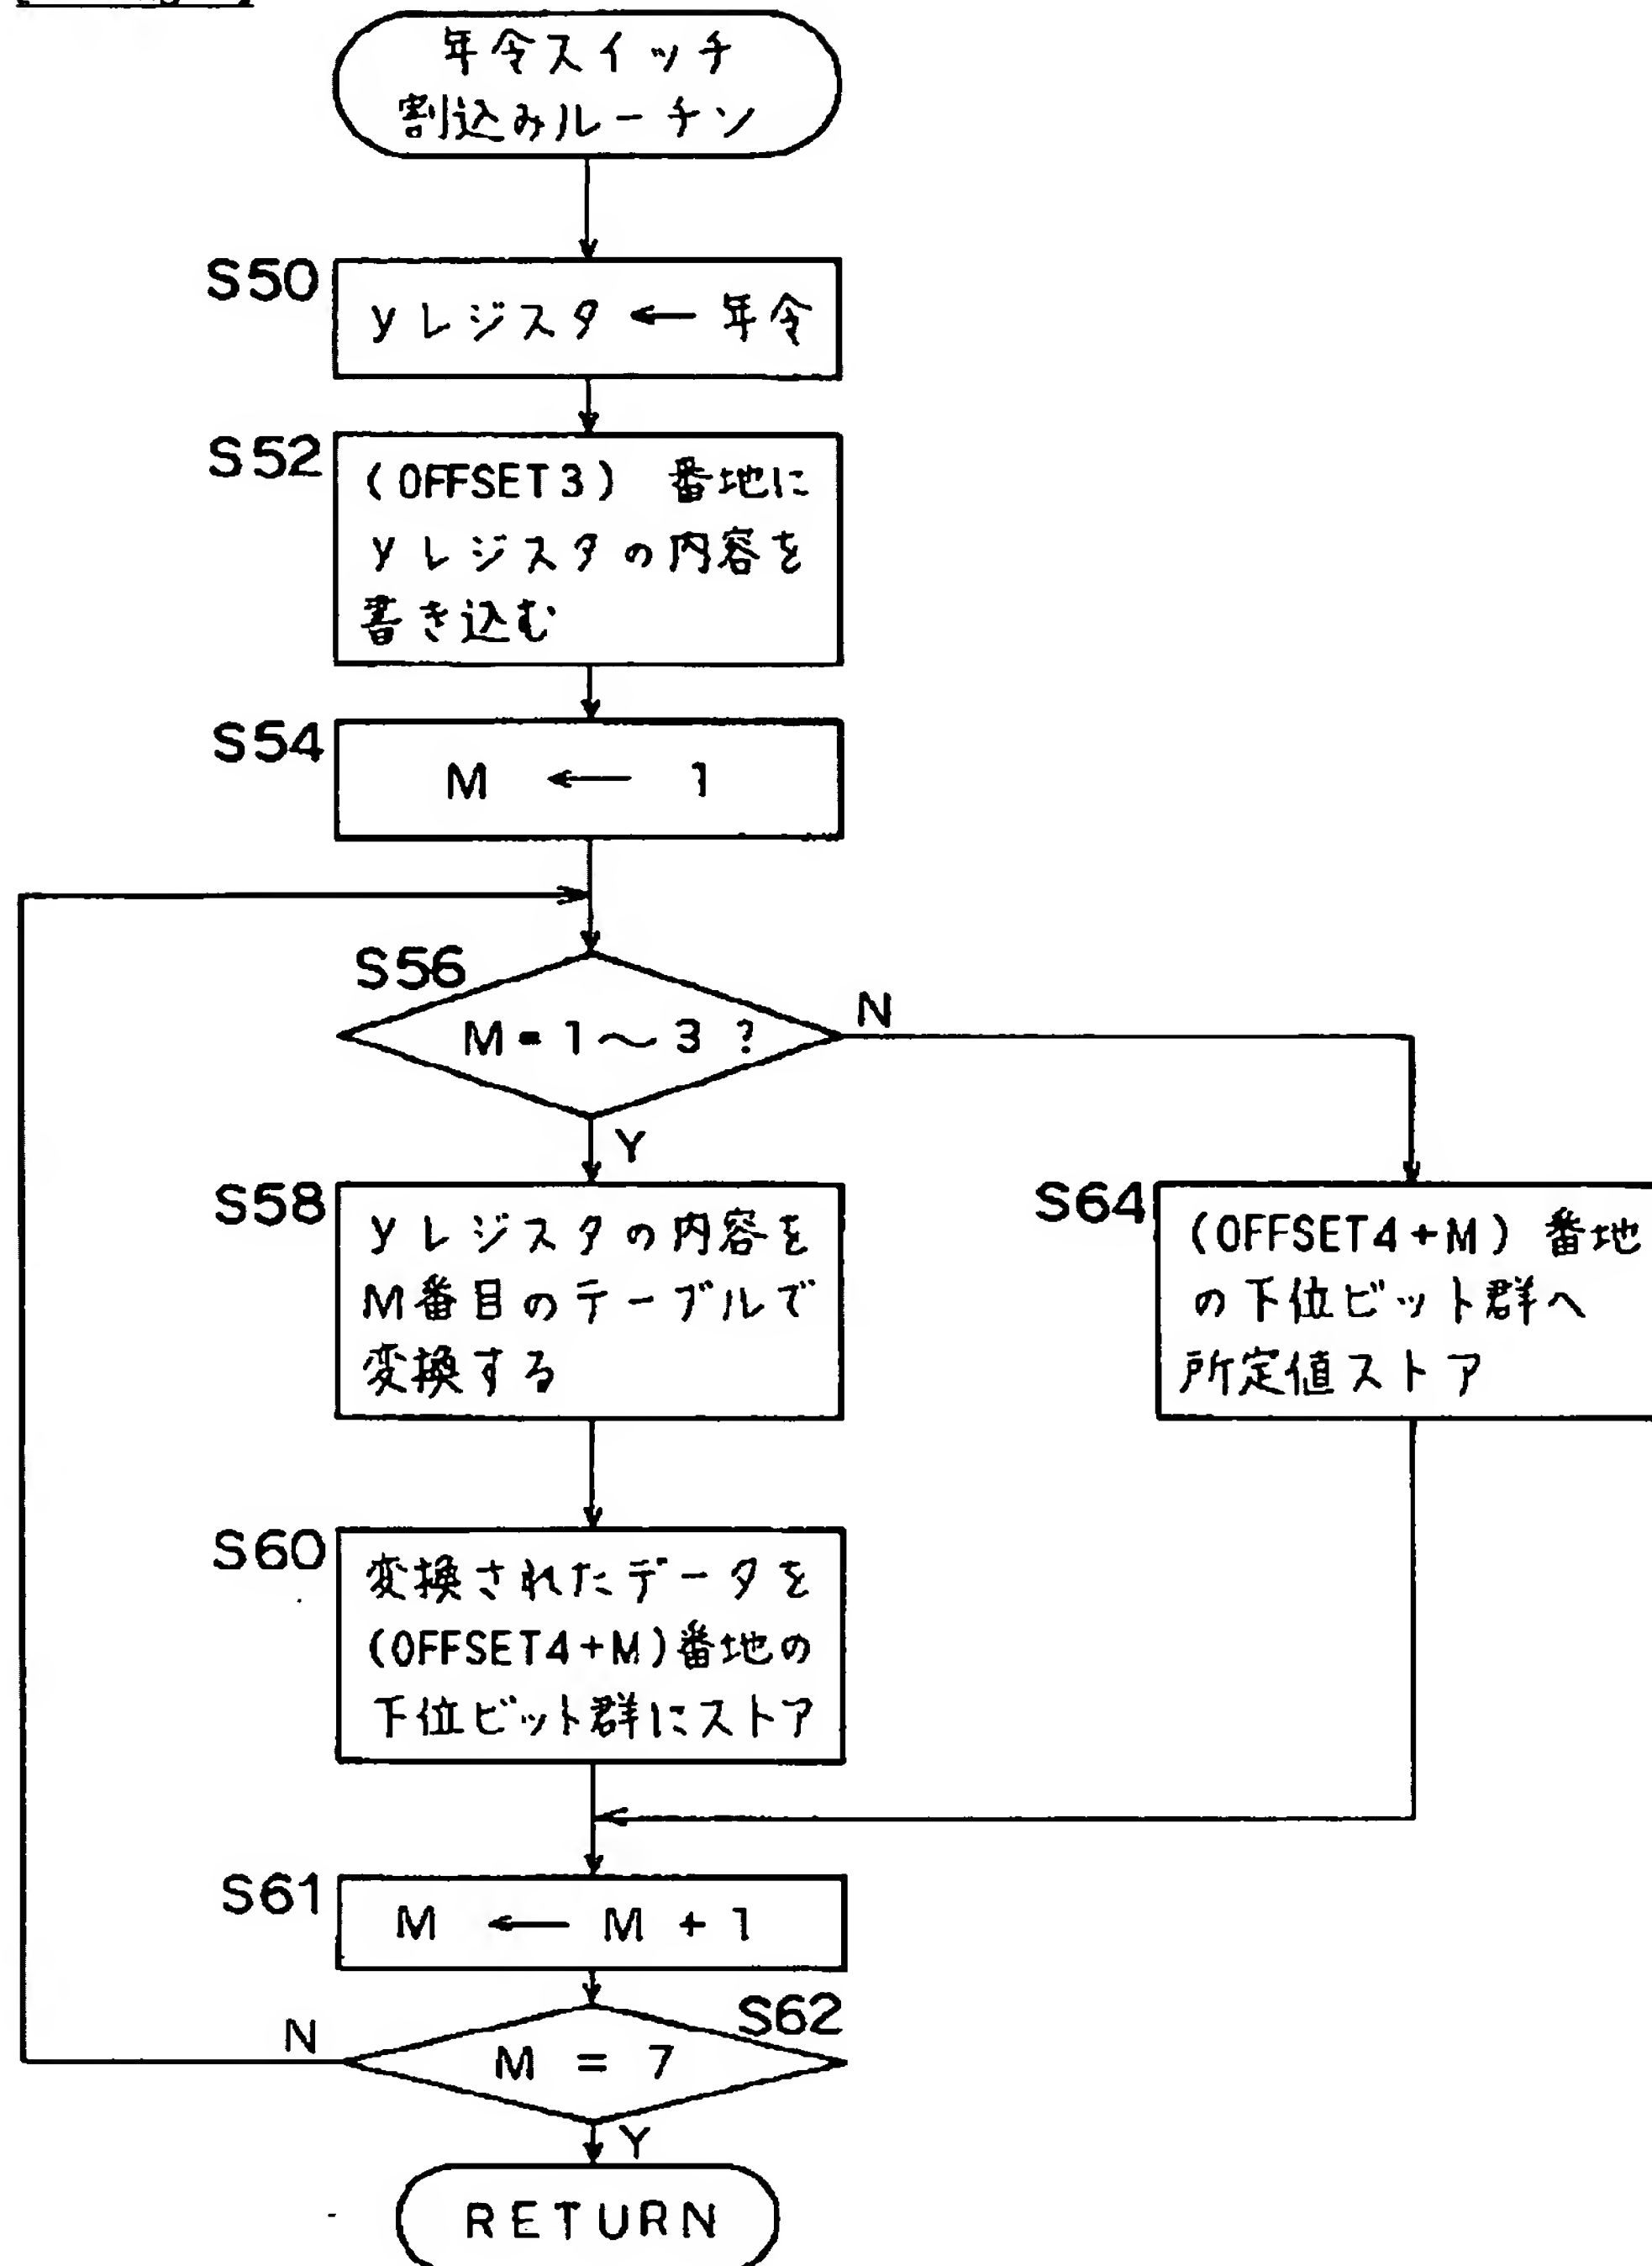 年令スイッチ
割込みルーチン
S50
yレジスタ ← 年令
S52
(OFFSET3) 番地に
yレジスタの内容を
書き込む
S54
M ← 1
S56
M=1〜3 ?
N
Y
S58
yレジスタの内容を
M番目のテーブルで
変換する
S64
(OFFSET4+M) 番地
の下位ビット群へ
所定値ストア
S60
変換されたデータを
(OFFSET4+M)番地の
下位ビット群にストア
S61
M ← M + 1
S62
N
M = 7
Y
RETURN